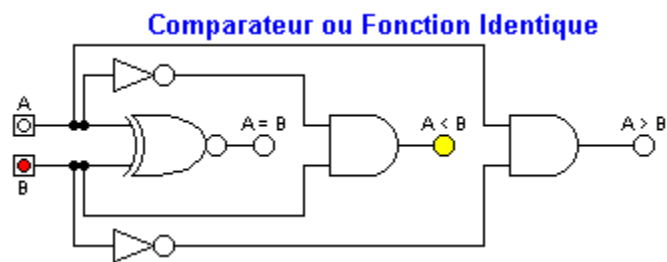 Comparateur ou Fonction Identique
A
A = B
A < B
A > B
B